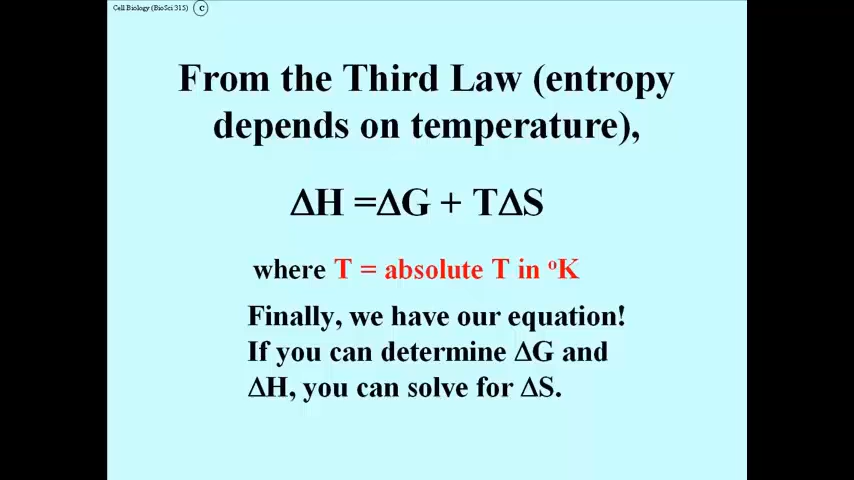 Cell Biology (BioSci 315) C
From the Third Law (entropy
depends on temperature),
ΔH =ΔG + TΔS
where T = absolute T in ºK
Finally, we have our equation!
If you can determine ΔG and
ΔH, you can solve for ΔS.